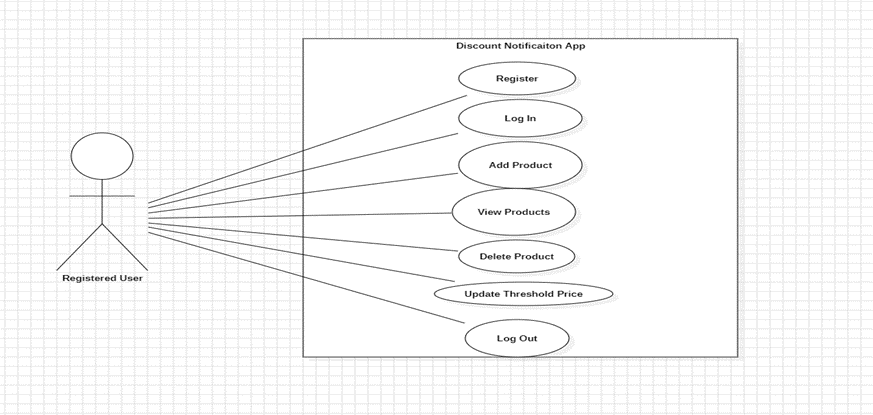 Discount Notificaiton App
Register
Log In
Add Product
View Products
Delete Product
Registered User
Update Threshold Price
Log Out